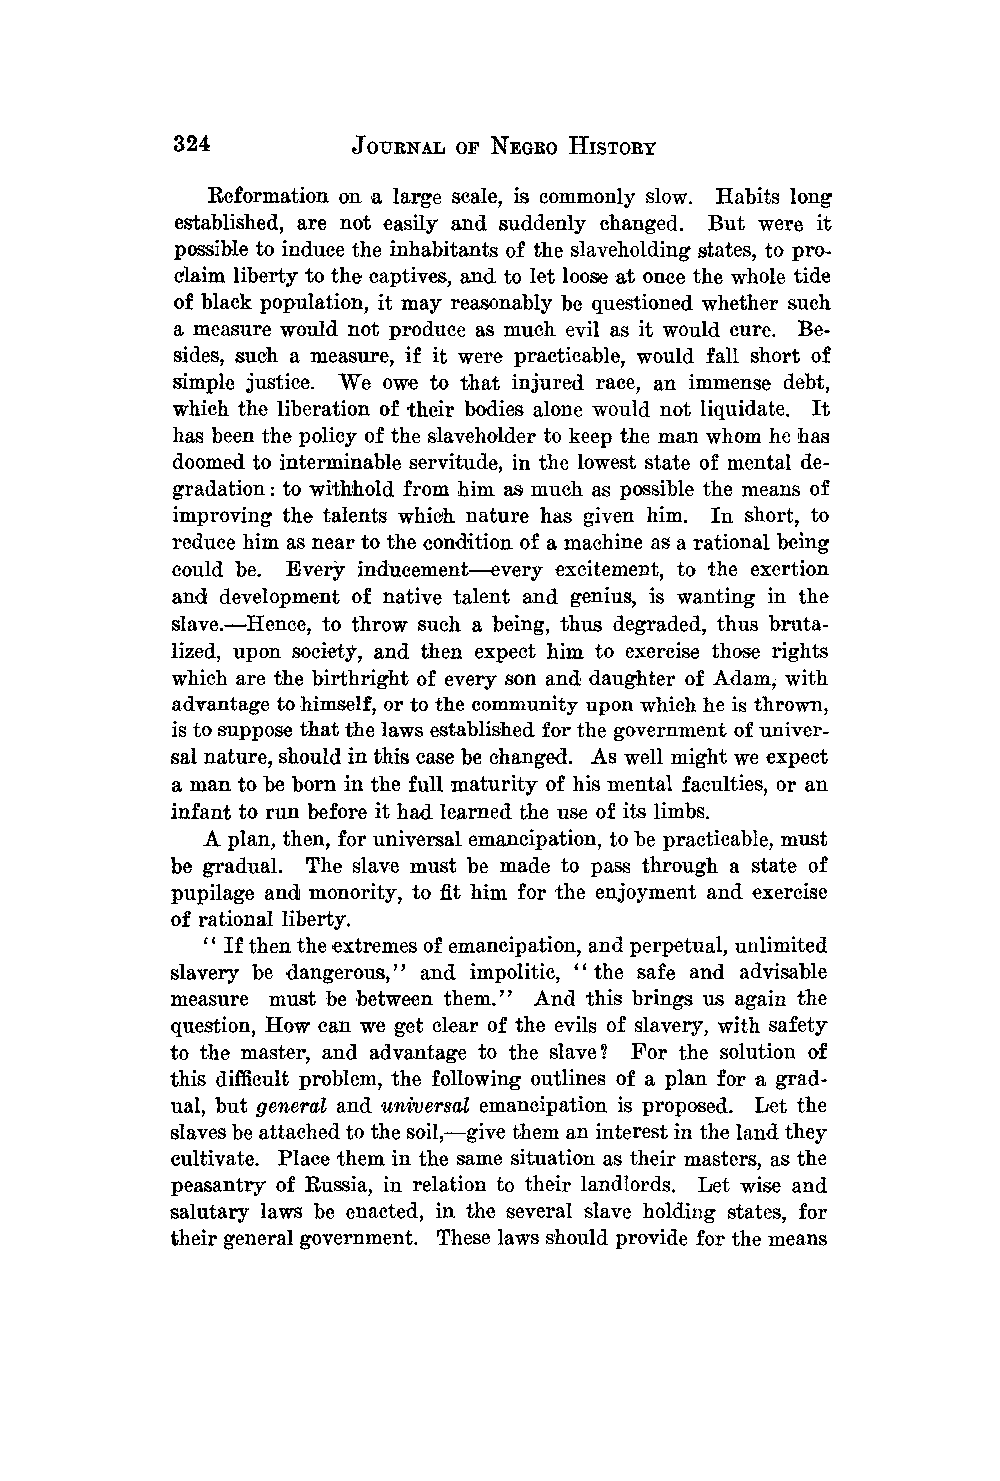 324 JOURNAL OF NEGRO HISTORY
Reformation on a large scale, is commonly slow. Habits long
established, are not easily and suddenly changed. But were it
possible to induce the inhabitants of the slaveholding states, to pro-
claim liberty to the captives, and to let loose at once the whole tide
of black population, it may reasonably be questioned whether such
a measure would not produce as much evil as it would cure. Be-
sides, such a measure, if it were practicable, would fall short of
simple justice. We owe to that injured race, an immense debt,
which the liberation of their bodies alone would not liquidate. It
has been the policy of the slaveholder to keep the man whom he has
doomed to interminable servitude, in the lowest state of mental de-
gradation: to withhold from him as much as possible the means of
improving the talents which nature has given him. In short, to
reduce him as near to the condition of a machine as a rational being
could be. Every inducement—every excitement, to the exertion
and development of native talent and genius, is wanting in the
slave.—Hence, to throw such a being, thus degraded, thus bruta-
lized, upon society, and then expect him to exercise those rights
which are the birthright of every son and daughter of Adam, with
advantage to himself, or to the community upon which he is thrown,
is to suppose that the laws established for the government of univer-
sal nature, should in this case be changed. As well might we expect
a man to be born in the full maturity of his mental faculties, or an
infant to run before it had learned the use of its limbs.
A plan, then, for universal emancipation, to be practicable, must
be gradual. The slave must be made to pass through a state of
pupilage and monority, to fit him for the enjoyment and exercise
of rational liberty.
"If then the extremes of emancipation, and perpetual, unlimited
slavery be dangerous," and impolitic, "the safe and advisable
measure must be between them." And this brings us again the
question, How can we get clear of the evils of slavery, with safety
to the master, and advantage to the slave? For the solution of
this difficult problem, the following outlines of a plan for a grad-
ual, but general and universal emancipation is proposed. Let the
slaves be attached to the soil,—give them an interest in the land they
cultivate. Place them in the same situation as their masters, as the
peasantry of Russia, in relation to their landlords. Let wise and
salutary laws be enacted, in the several slave holding states, for
their general government. These laws should provide for the means